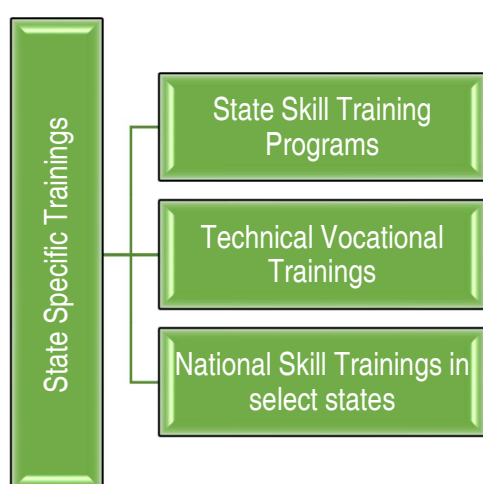 State Specific Trainings
State Skill Training
Programs
Technical Vocational
Trainings
National Skill Trainings in
select states